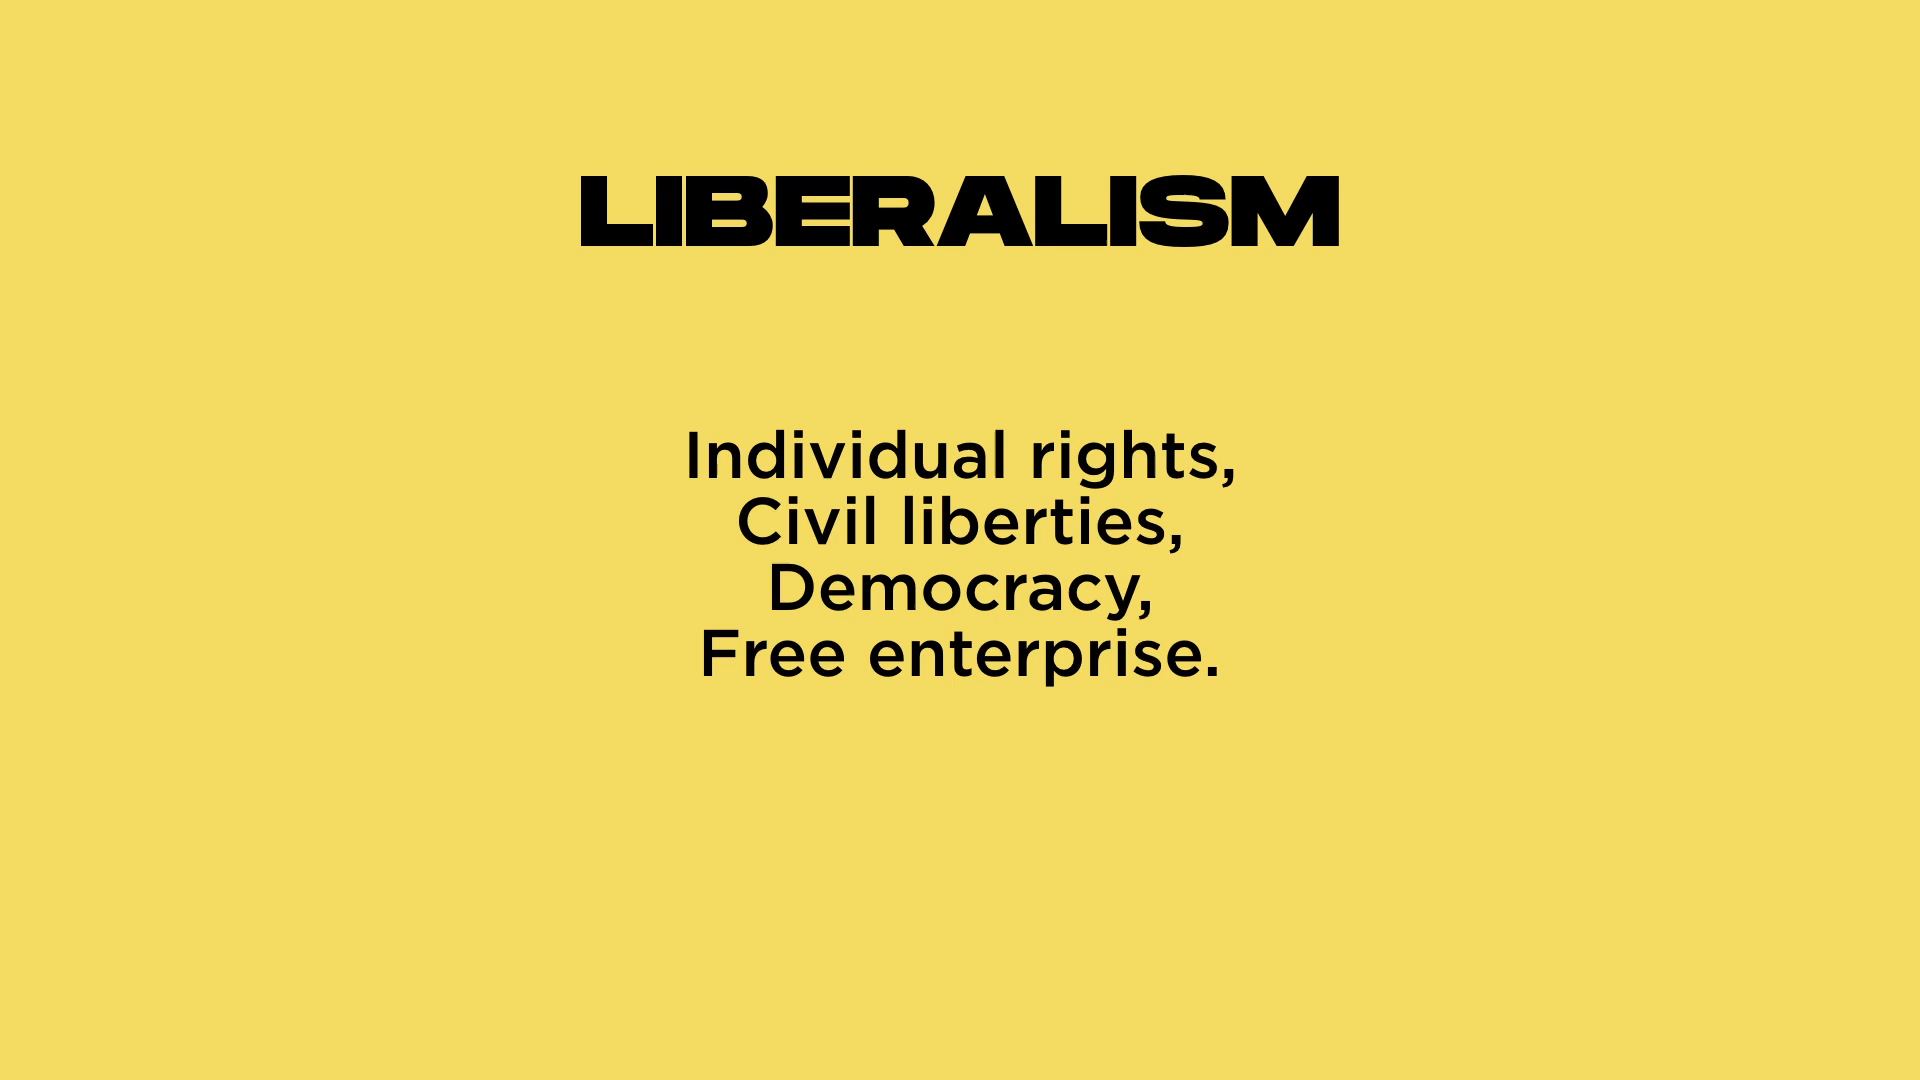 LIBERALISM
Individual rights,
Civil liberties,
Democracy,
Free enterprise.